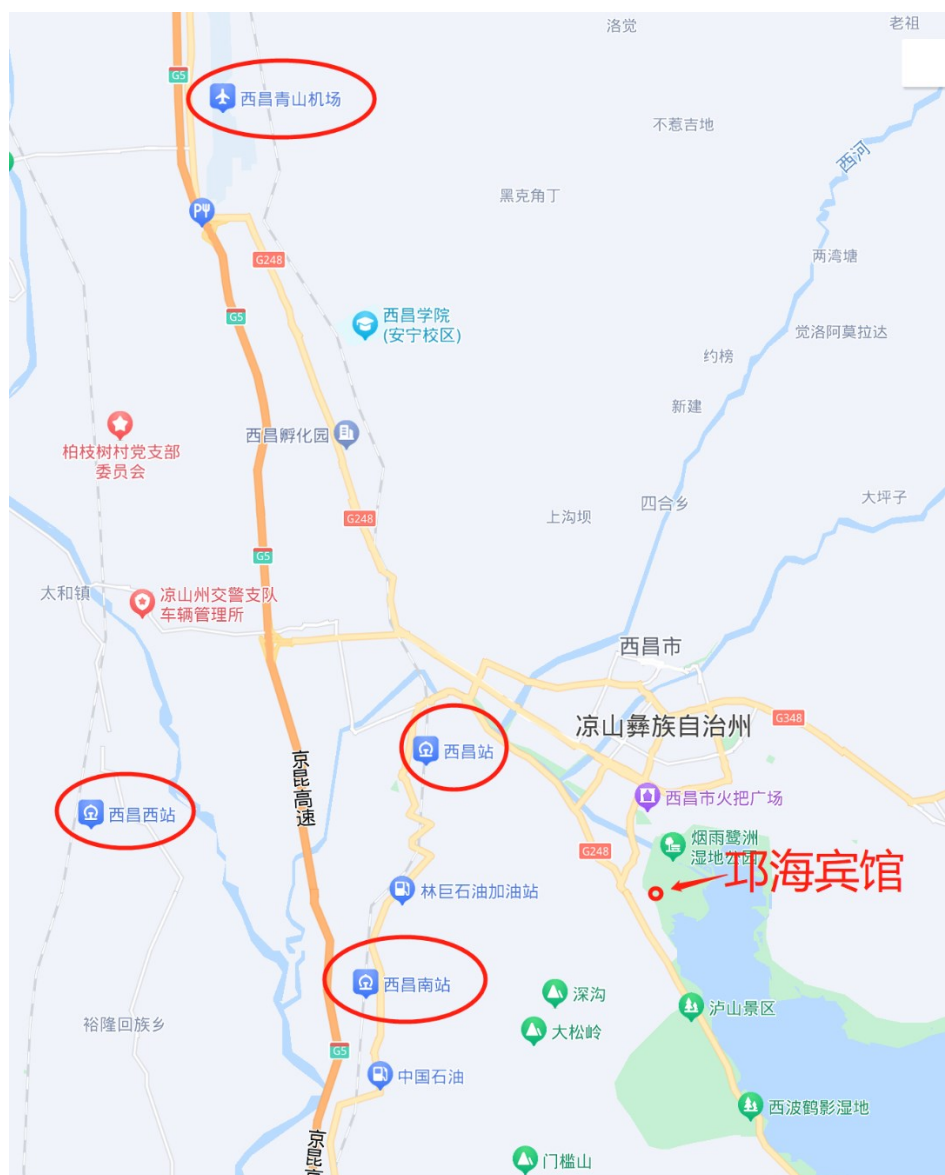 洛觉
老祖
G5
西昌青山机场
不惹吉地
西河
黑克角丁
G248
两湾塘
G5
西昌学院
(安宁校区)
觉洛阿莫拉达
约榜
新建
柏枝树村党支部
委员会
西昌孵化园
大坪子
四合乡
上沟坝
G248
G5
太和镇
凉山州交警支队
车辆管理所
西昌市
凉山彝族自治州
G348
西昌站
京昆高速
西昌西站
西昌市火把广场
烟雨鹭洲
湿地公园
G248
邛海宾馆
林巨石油加油站
西昌南站
深沟
泸山景区
裕隆回族乡
大松岭
G5
中国石油
西波鹤影湿地
京昆高
门槛山